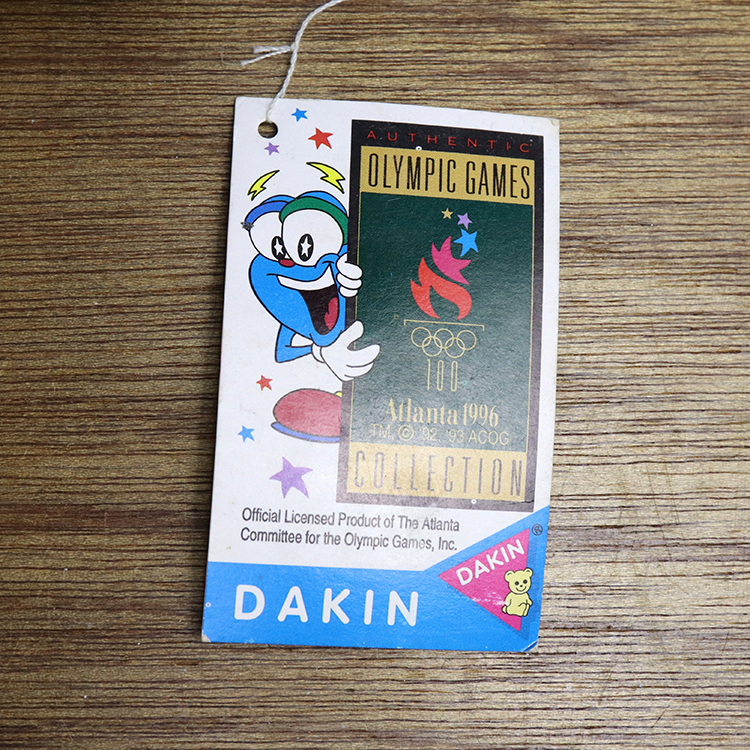 AUTHENTIC
OLYMPIC GAMES
100
Atlanta 1996
TM, © '92, '93 ACOG
COLLECTION
Official Licensed Product of The Atlanta
Committee for the Olympic Games, Inc.
DAKIN ®
DAKIN